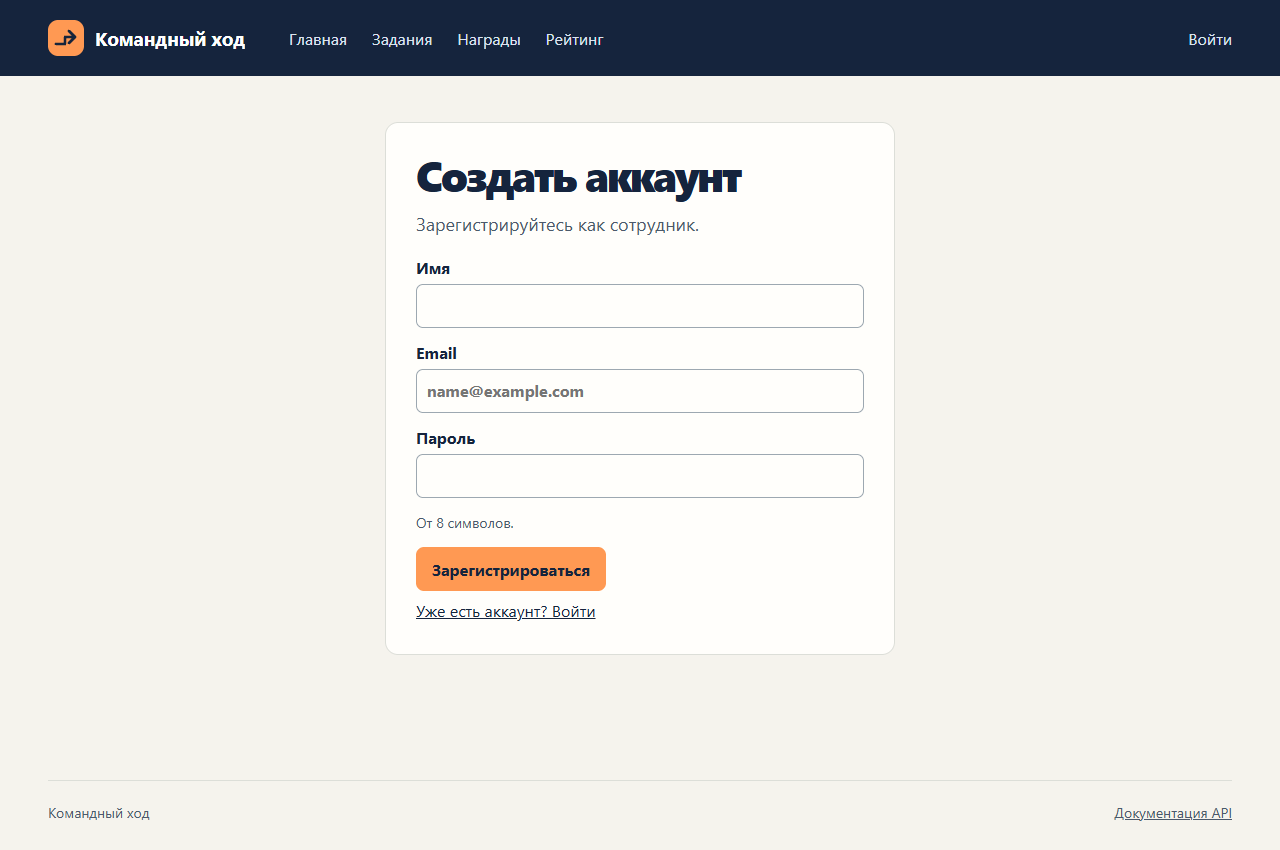 Командный ход
Главная
Задания
Награды
Рейтинг
Войти
Создать аккаунт
Зарегистрируйтесь как сотрудник.
Имя
Email
name@example.com
Пароль
От 8 символов.
Зарегистрироваться
Уже есть аккаунт? Войти
Командный ход
Документация API